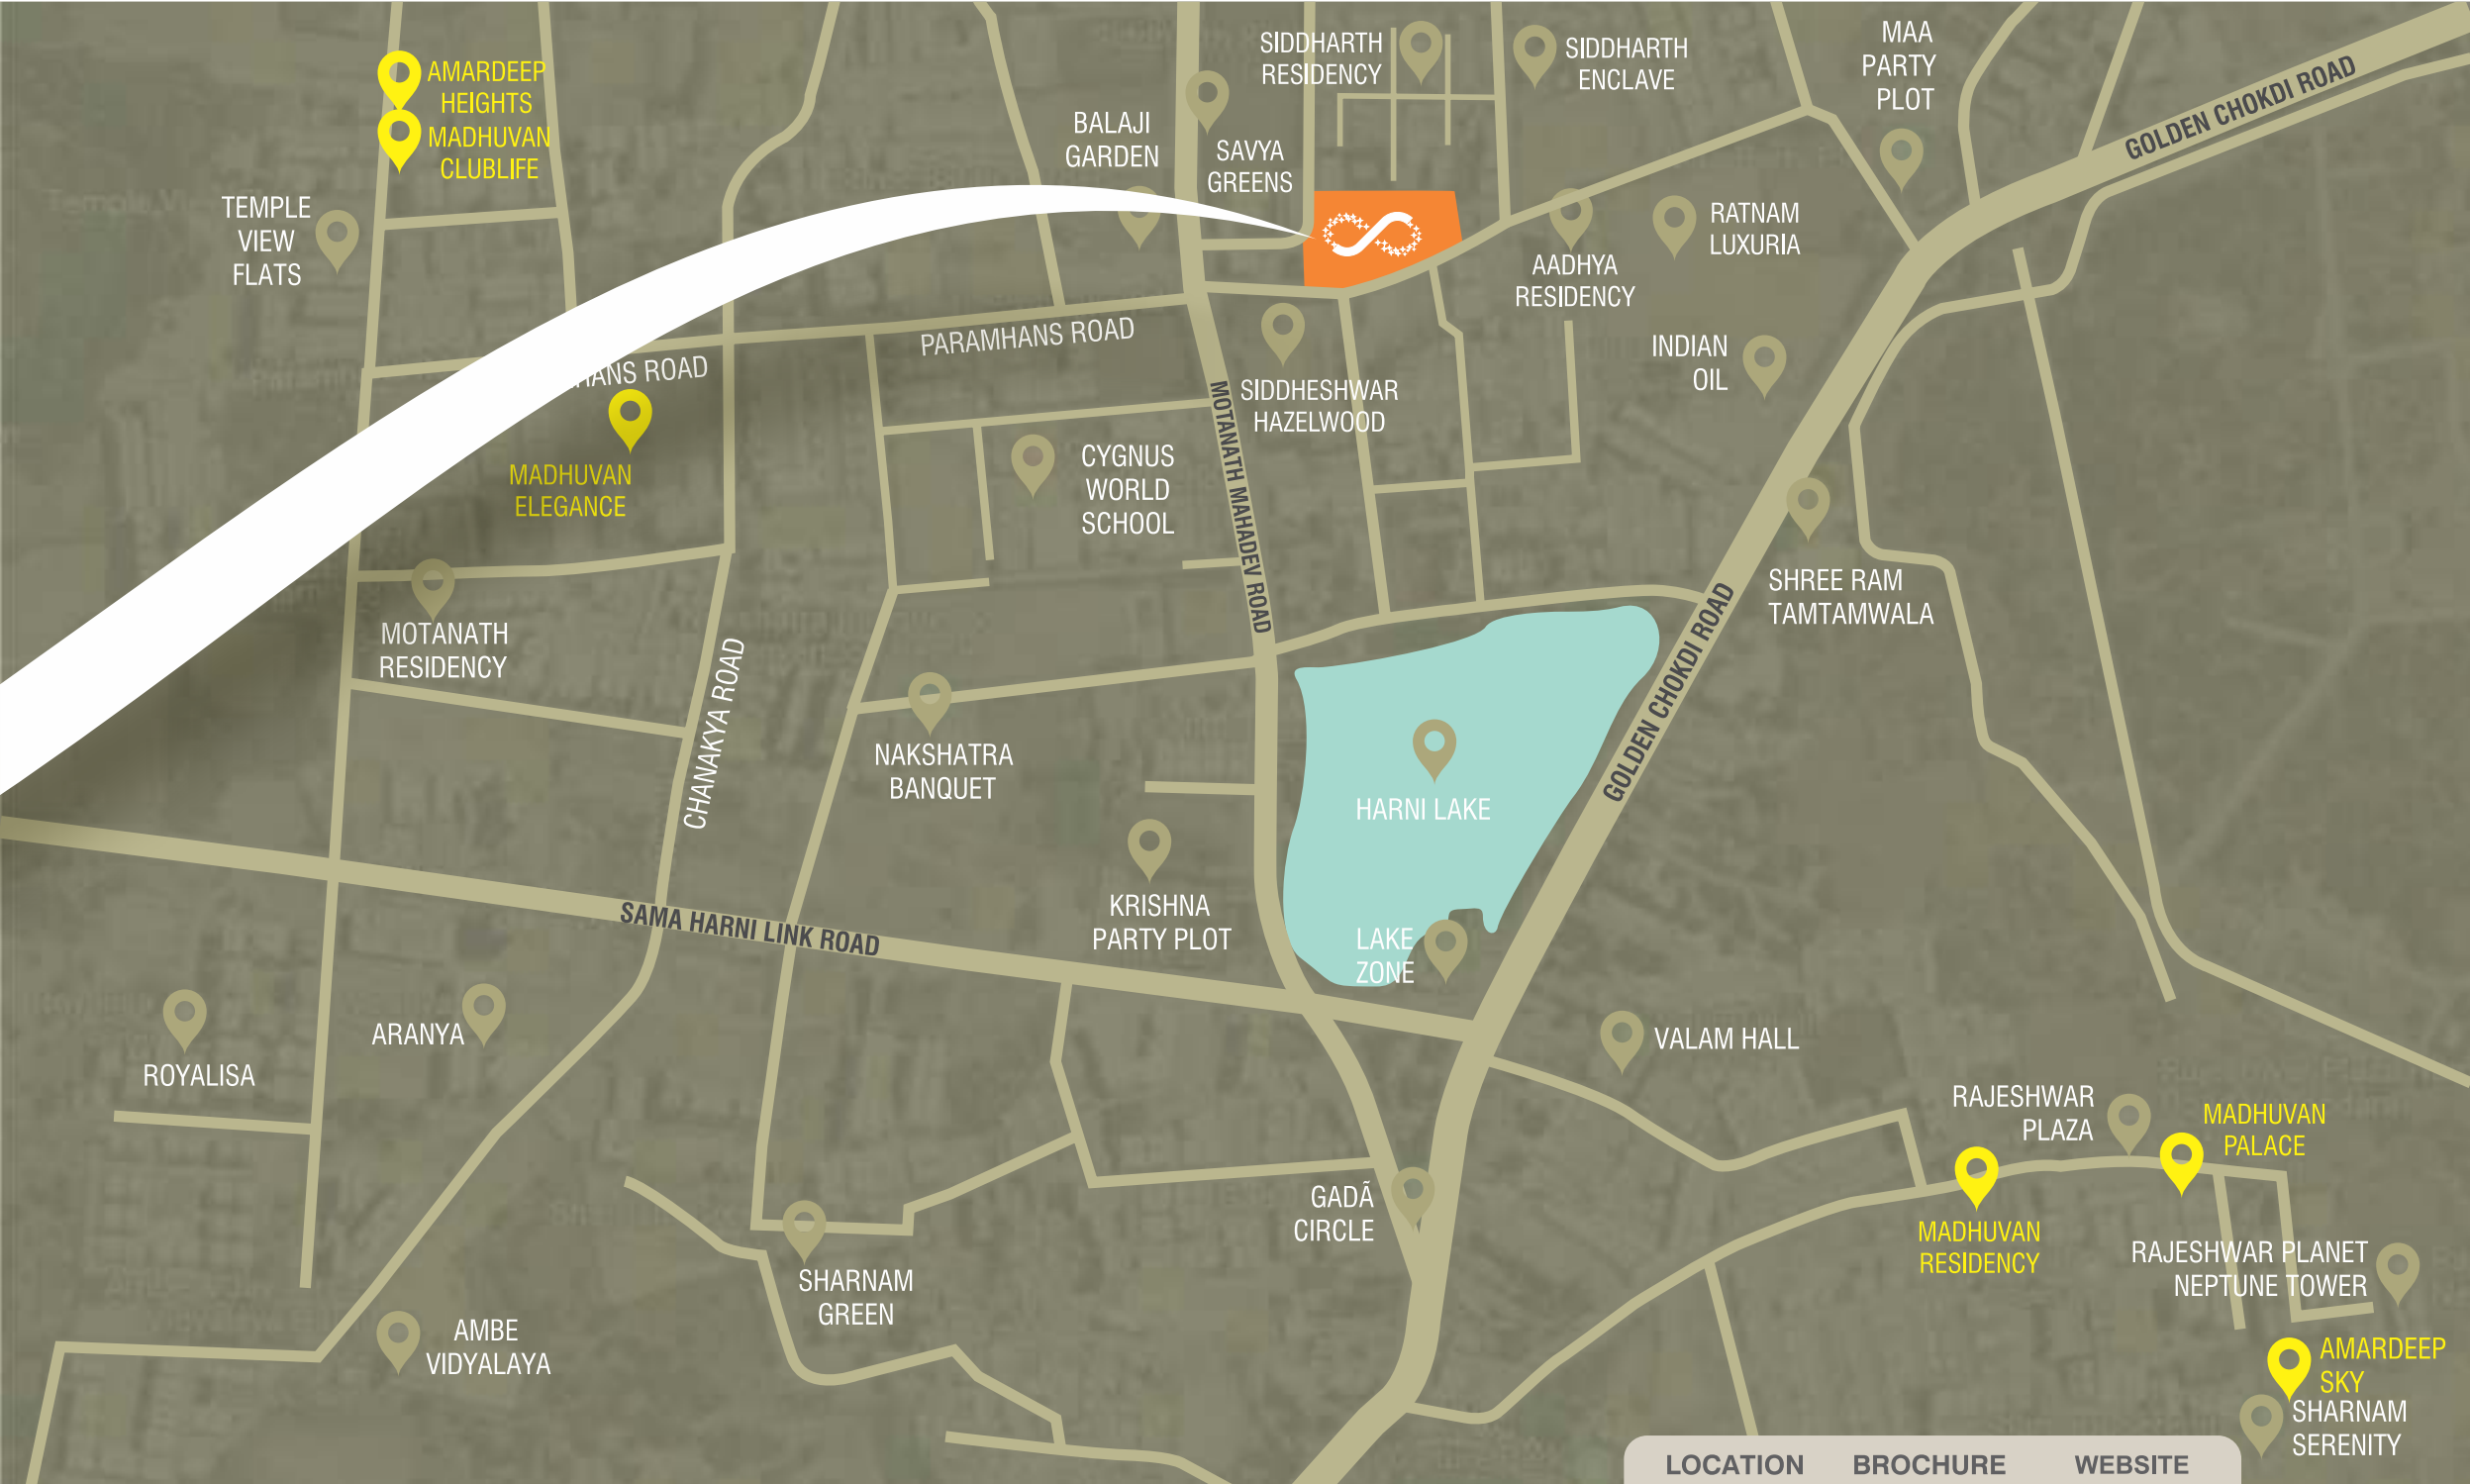 AMARDEEP
HEIGHTS
MADHUVAN
CLUBLIFE
TEMPLE
VIEW
FLATS
BALAJI
GARDEN
SAVYA
GREENS
SIDDHARTH
RESIDENCY
SIDDHARTH
ENCLAVE
MAA
PARTY
PLOT
GOLDEN CHOKDI ROAD
AADHYA
RESIDENCY
RATNAM
LUXURIA
INDIAN
OIL
PARAMHANS ROAD
HANS ROAD
MADHUVAN
ELEGANCE
SIDDHESHWAR
HAZELWOOD
CYGNUS
WORLD
SCHOOL
MOTANATH MAHADEV ROAD
SHREE RAM
TAMTAMWALA
MOTANATH
RESIDENCY
CHANAKYA ROAD
NAKSHATRA
BANQUET
HARNI LAKE
GOLDEN CHOKDI ROAD
KRISHNA
PARTY PLOT
LAKE
ZONE
SAMA HARNI LINK ROAD
ARANYA
ROYALISA
VALAM HALL
RAJESHWAR
PLAZA
MADHUVAN
PALACE
GADÃ
CIRCLE
MADHUVAN
RESIDENCY
RAJESHWAR PLANET
NEPTUNE TOWER
SHARNAM
GREEN
AMBE
VIDYALAYA
AMARDEEP
SKY
SHARNAM
SERENITY
LOCATION BROCHURE WEBSITE